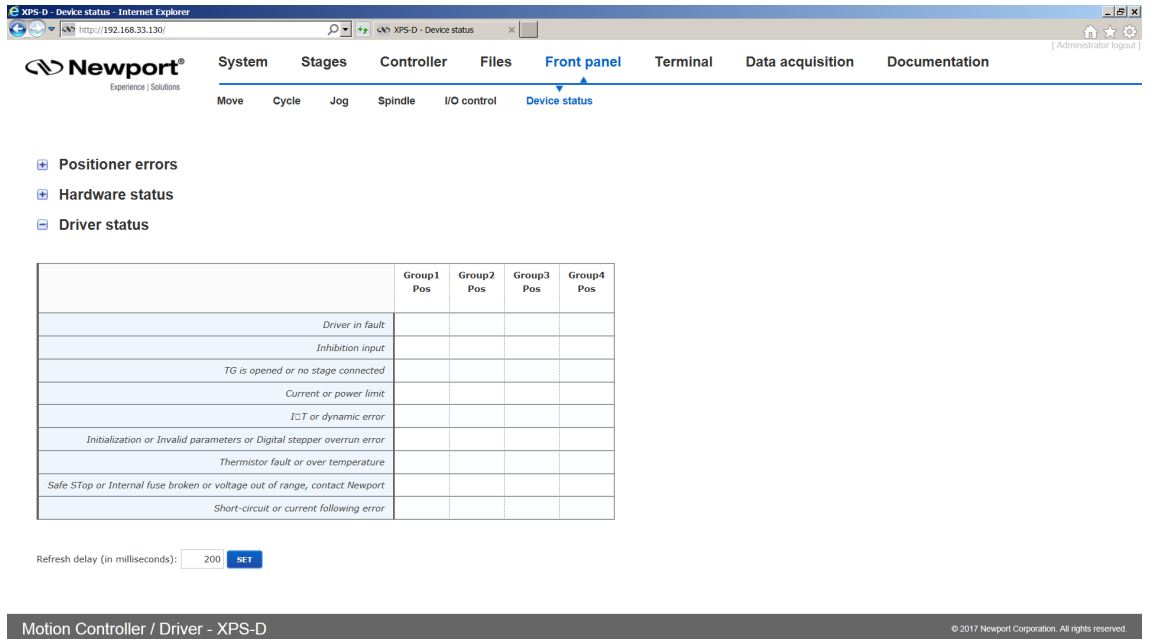 XPS-D - Device status - Internet Explorer
http://192.168.33.130/
XPS-D - Device status
[ Administrator logout ]
Newport®
Experience | Solutions
System Stages Controller Files Front panel Terminal Data acquisition Documentation
Move Cycle Jog Spindle I/O control Device status
Positioner errors
Hardware status
Driver status
Group1 Pos Group2 Pos Group3 Pos Group4 Pos
Driver in fault
Inhibition input
TG is opened or no stage connected
Current or power limit
I□T or dynamic error
Initialization or Invalid parameters or Digital stepper overrun error
Thermistor fault or over temperature
Safe STop or Internal fuse broken or voltage out of range, contact Newport
Short-circuit or current following error
Refresh delay (in milliseconds): 200 SET
Motion Controller / Driver - XPS-D
© 2017 Newport Corporation. All rights reserved.